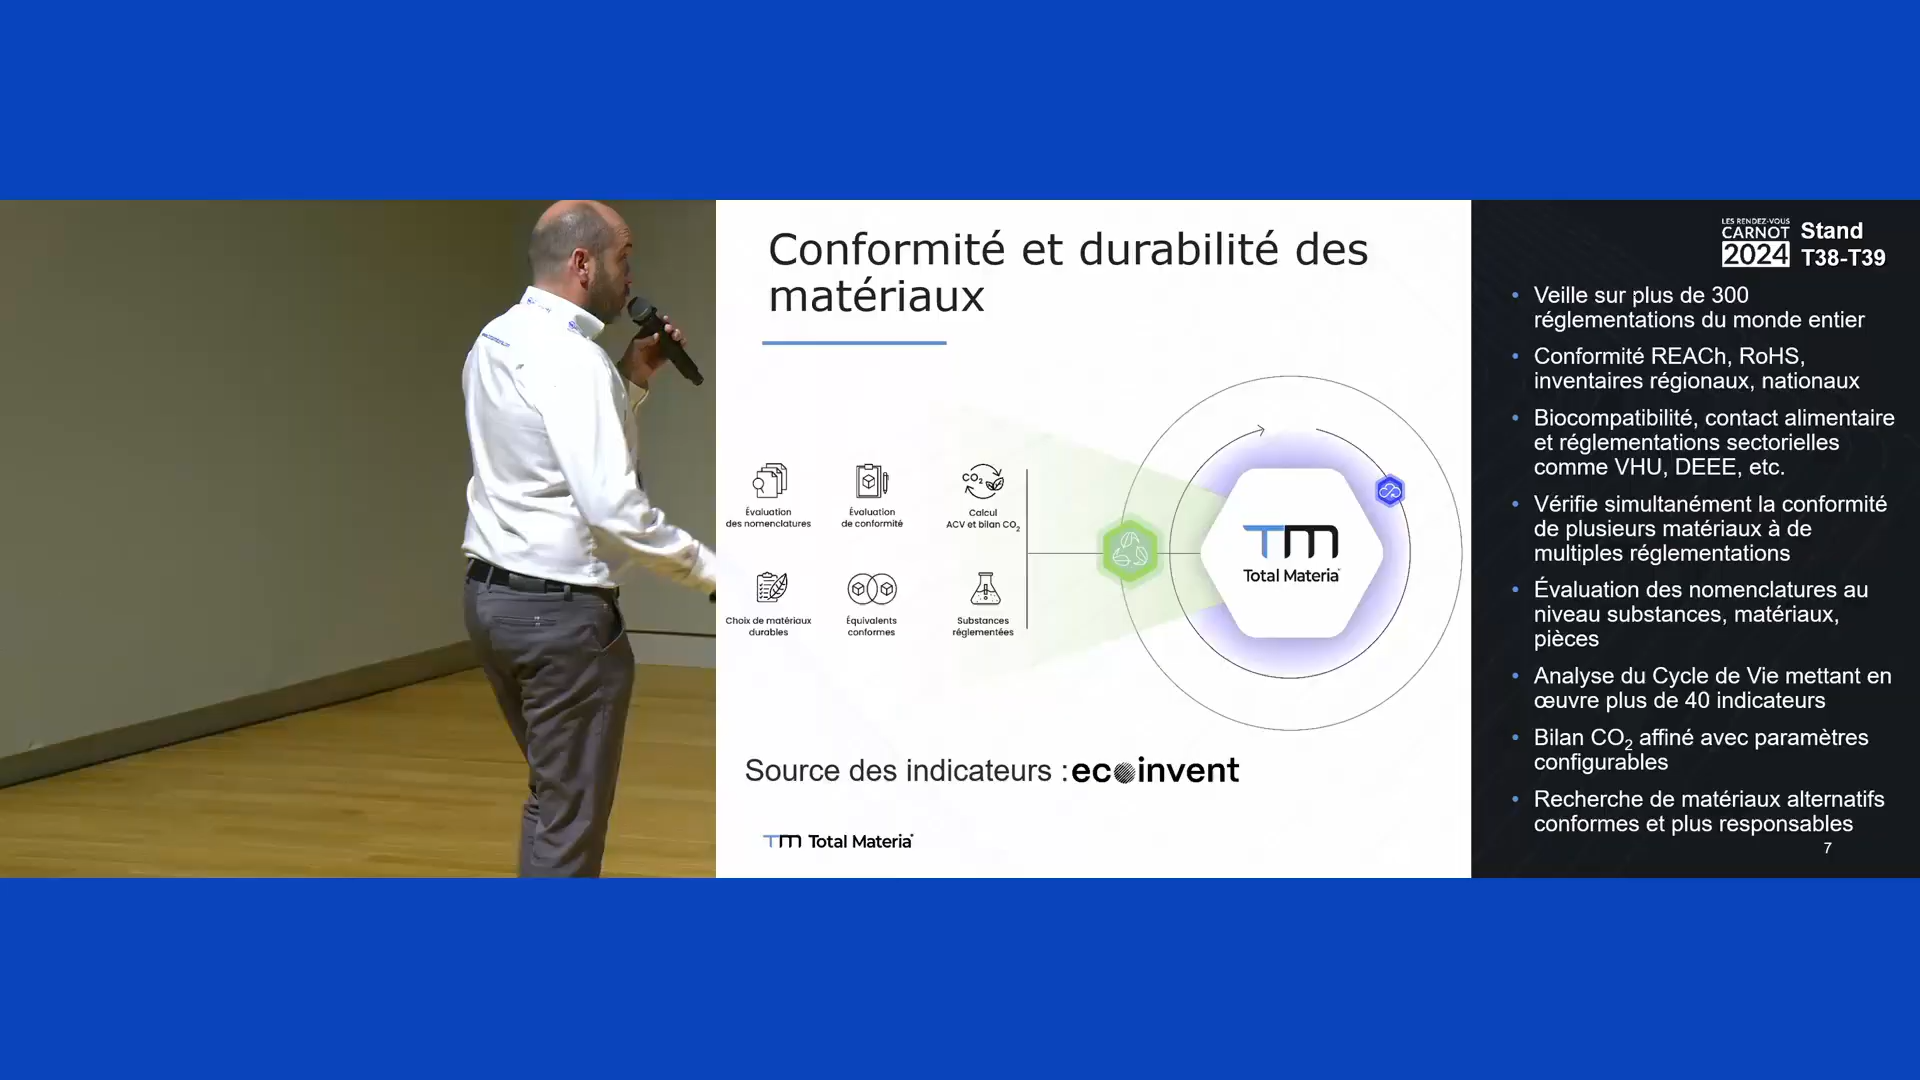 Conformité et durabilité des
matériaux
Évaluation
des nomenclatures
Évaluation
de conformité
Calcul
ACV et bilan CO₂
CO₂
Choix de matériaux
durables
Équivalents
conformes
Substances
réglementées
TM
Total Materia
Source des indicateurs : ecoinvent
TM Total Materia
LES RENDEZ-VOUS
CARNOT
2024
Stand
T38-T39
• Veille sur plus de 300
réglementations du monde entier
• Conformité REACh, RoHS,
inventaires régionaux, nationaux
• Biocompatibilité, contact alimentaire
et réglementations sectorielles
comme VHU, DEEE, etc.
• Vérifie simultanément la conformité
de plusieurs matériaux à de
multiples réglementations
• Évaluation des nomenclatures au
niveau substances, matériaux,
pièces
• Analyse du Cycle de Vie mettant en
œuvre plus de 40 indicateurs
• Bilan CO₂ affiné avec paramètres
configurables
• Recherche de matériaux alternatifs
conformes et plus responsables
7